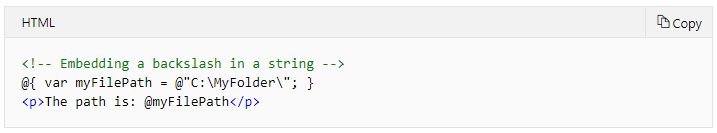 HTML
Copy
<!-- Embedding a backslash in a string -->
@{ var myFilePath = @"C:\MyFolder\"; }
<p>The path is: @myFilePath</p>